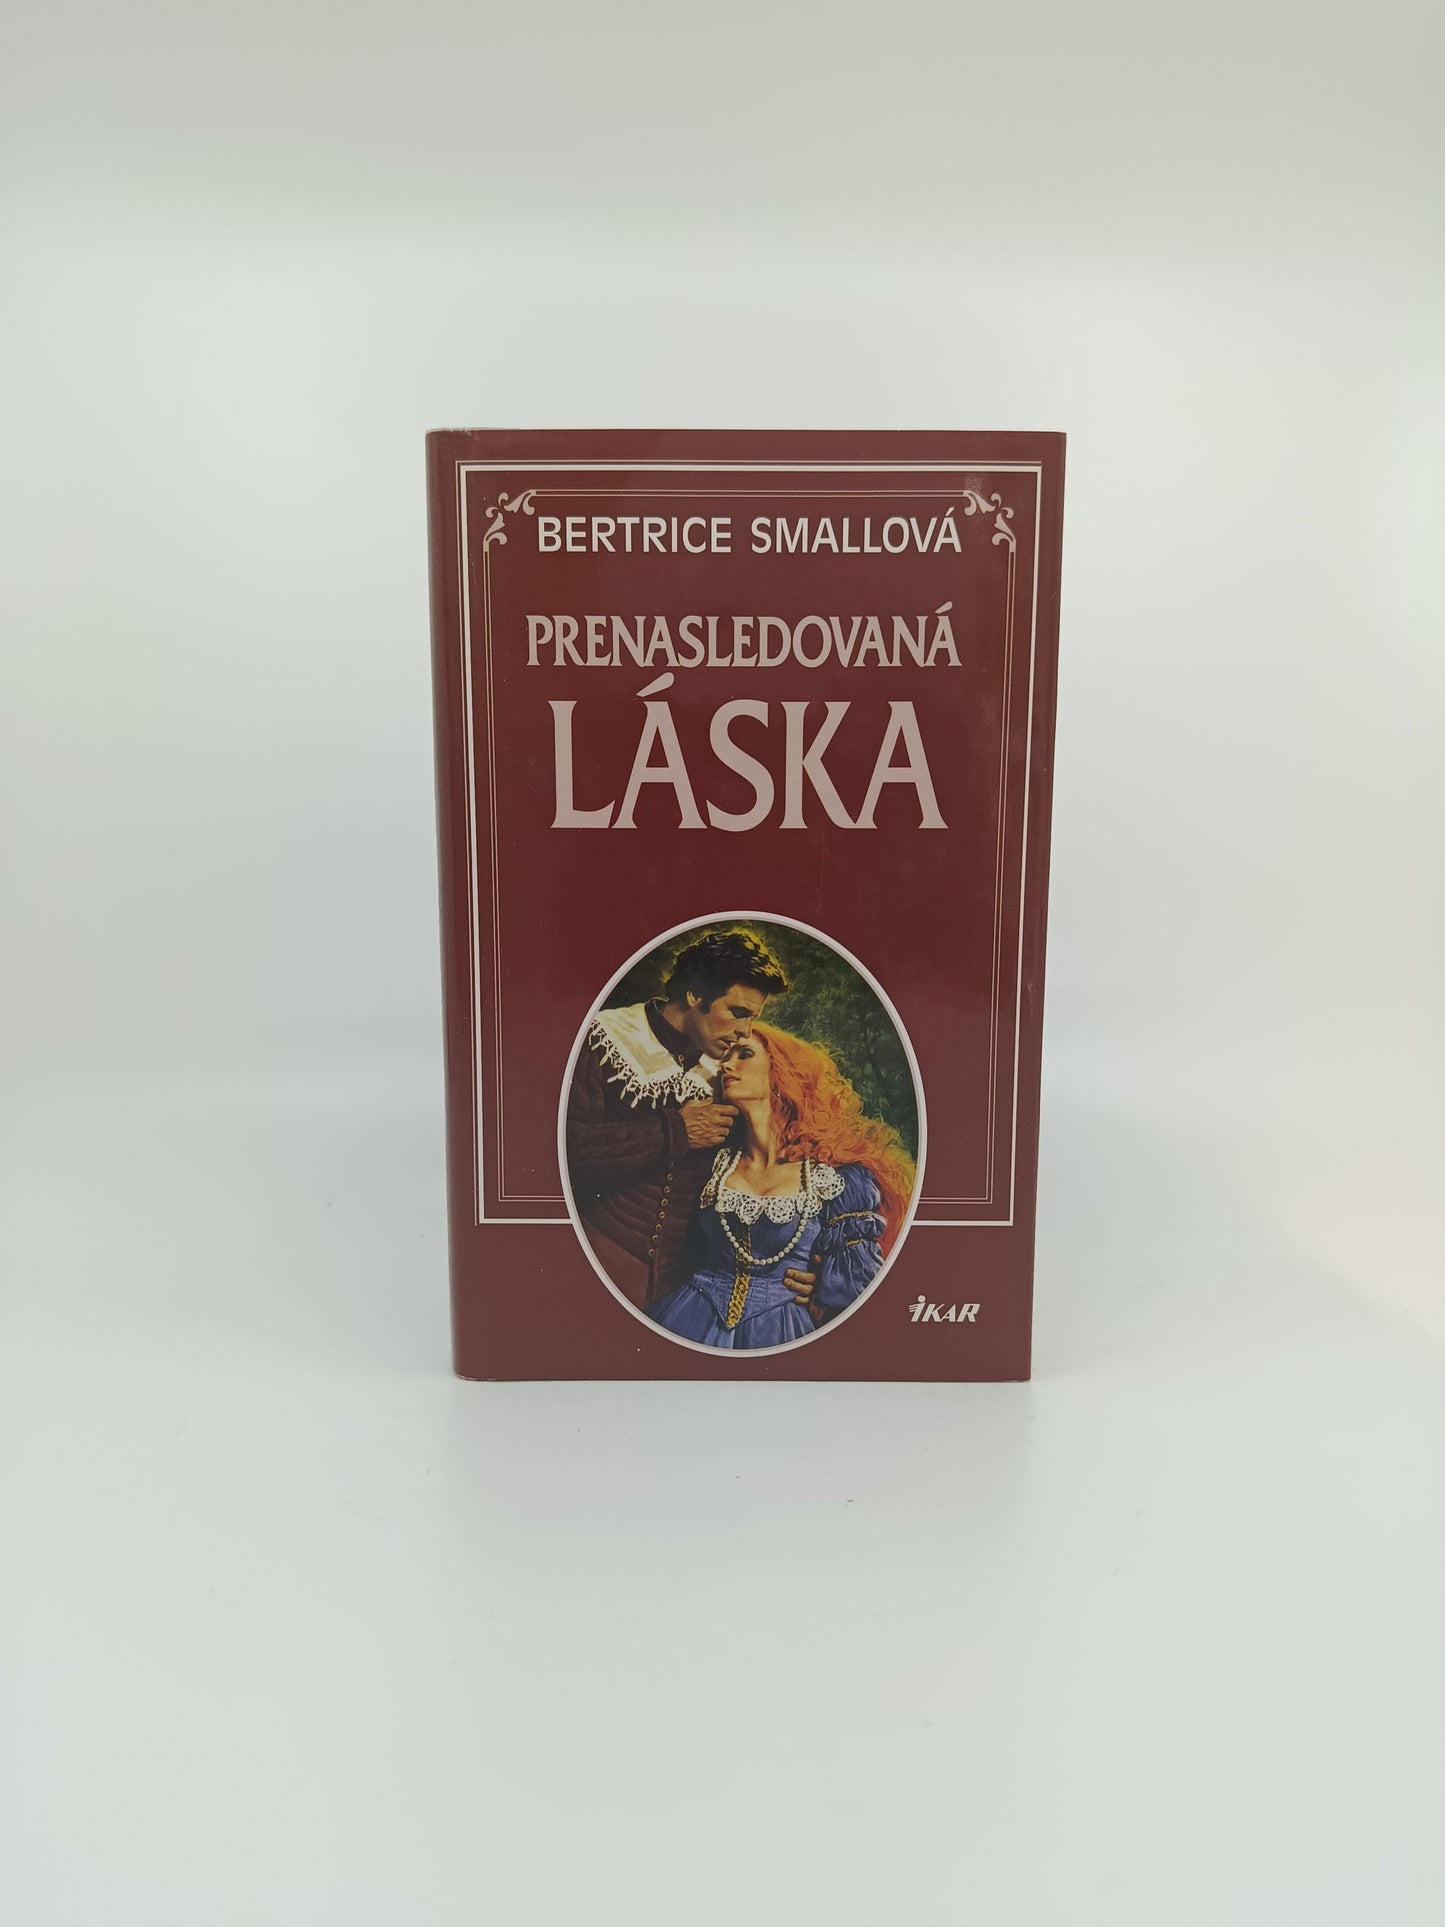 BERTRICE SMALLOVÁ
PRENASLEDOVANÁ
LÁSKA
IKAR